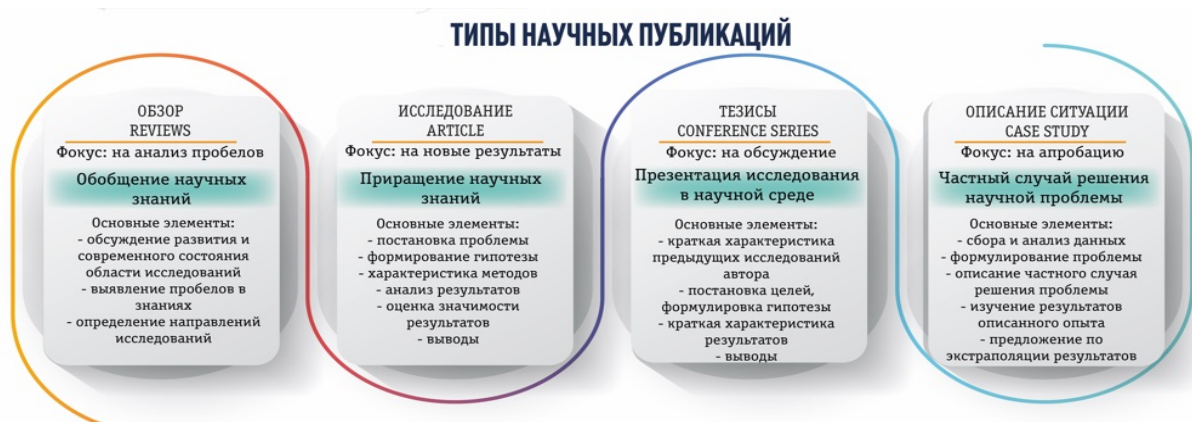 ТИПЫ НАУЧНЫХ ПУБЛИКАЦИЙ
ОБЗОР
REVIEWS
Фокус: на анализ пробелов
Обобщение научных
знаний
Основные элементы:
- обсуждение развития и
современного состояния
области исследований
- выявление пробелов в
знаниях
- определение направлений
исследований
ИССЛЕДОВАНИЕ
ARTICLE
Фокус: на новые результаты
Приращение научных
знаний
Основные элементы:
- постановка проблемы
- формирование гипотезы
- характеристика методов
- анализ результатов
- оценка значимости
результатов
- выводы
ТЕЗИСЫ
CONFERENCE SERIES
Фокус: на обсуждение
Презентация исследования
в научной среде
Основные элементы:
- краткая характеристика
предыдущих исследований
автора
- постановка целей,
формулировка гипотезы
- краткая характеристика
результатов
- выводы
ОПИСАНИЕ СИТУАЦИИ
CASE STUDY
Фокус: на апробацию
Частный случай решения
научной проблемы
Основные элементы:
- сбора и анализ данных
- формулирование проблемы
- описание частного случая
решения проблемы
- изучение результатов
описанного опыта
- предложение по
экстраполяции результатов